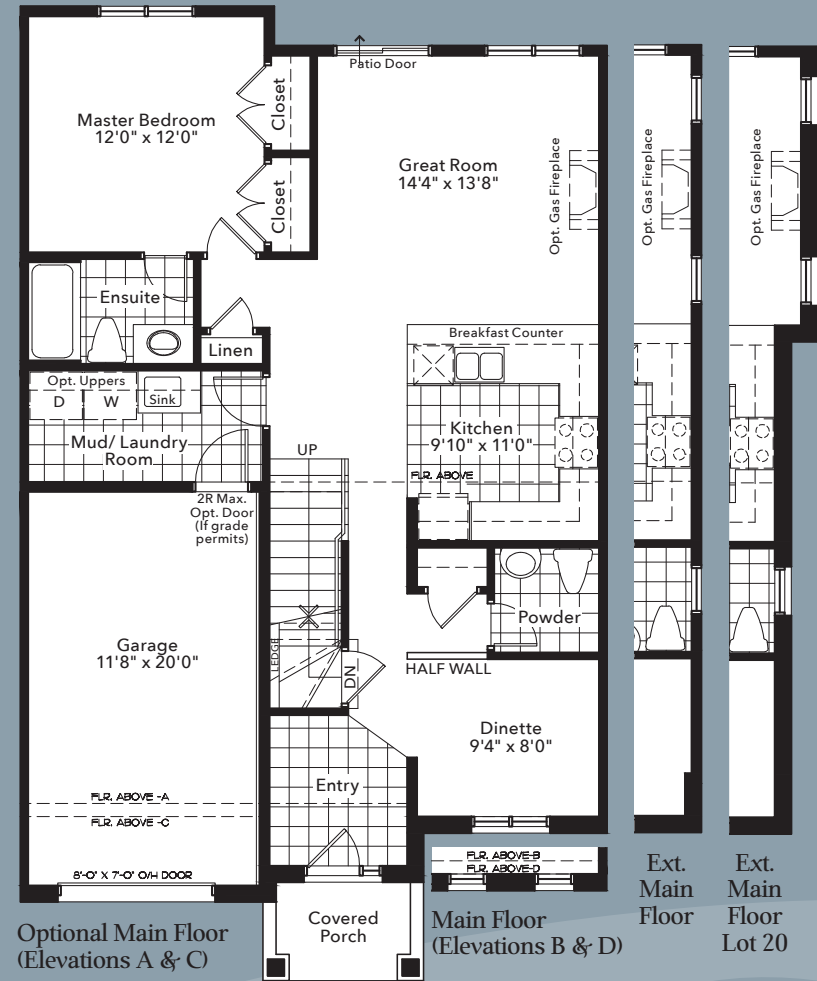 Patio Door
Master Bedroom
12'0" x 12'0"
Closet
Closet
Great Room
14'4" x 13'8"
Opt. Gas Fireplace
Opt. Gas Fireplace
Opt. Gas Fireplace
Ensuite
Linen
Breakfast Counter
Opt. Uppers
D
W
Sink
Mud/ Laundry
Room
Kitchen
9'10" x 11'0"
UP
FLR. ABOVE
2R Max.
Opt. Door
(If grade
permits)
Garage
11'8" x 20'0"
LEDGE
DN
Powder
HALF WALL
Dinette
9'4" x 8'0"
Entry
FLR. ABOVE -A
FLR. ABOVE -C
8'-0" X 7'-0" O/H DOOR
FLR. ABOVE-B
FLR. ABOVE-D
Covered
Porch
Optional Main Floor
(Elevations A & C)
Main Floor
(Elevations B & D)
Ext.
Main
Floor
Ext.
Main
Floor
Lot 20